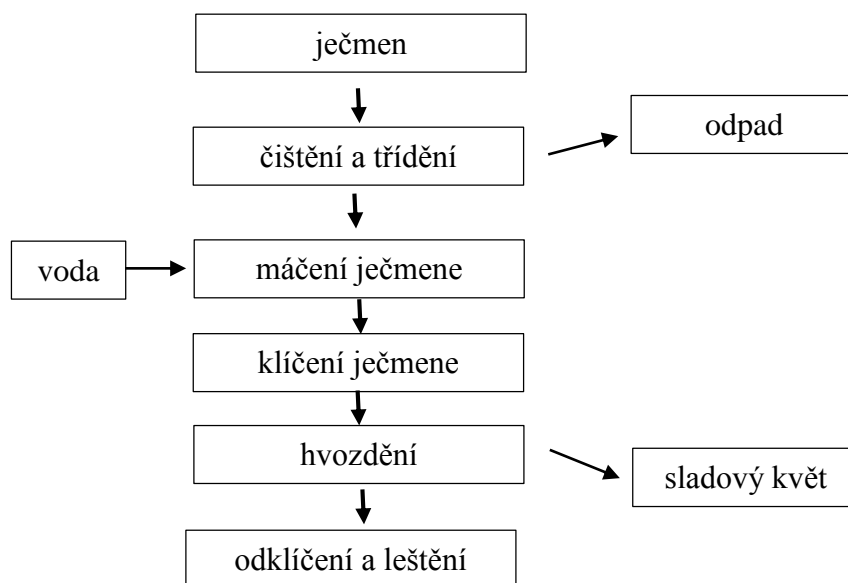 ječmen
odpad
čištění a třídění
voda
máčení ječmene
klíčení ječmene
hvozdění
sladový květ
odklíčení a leštění